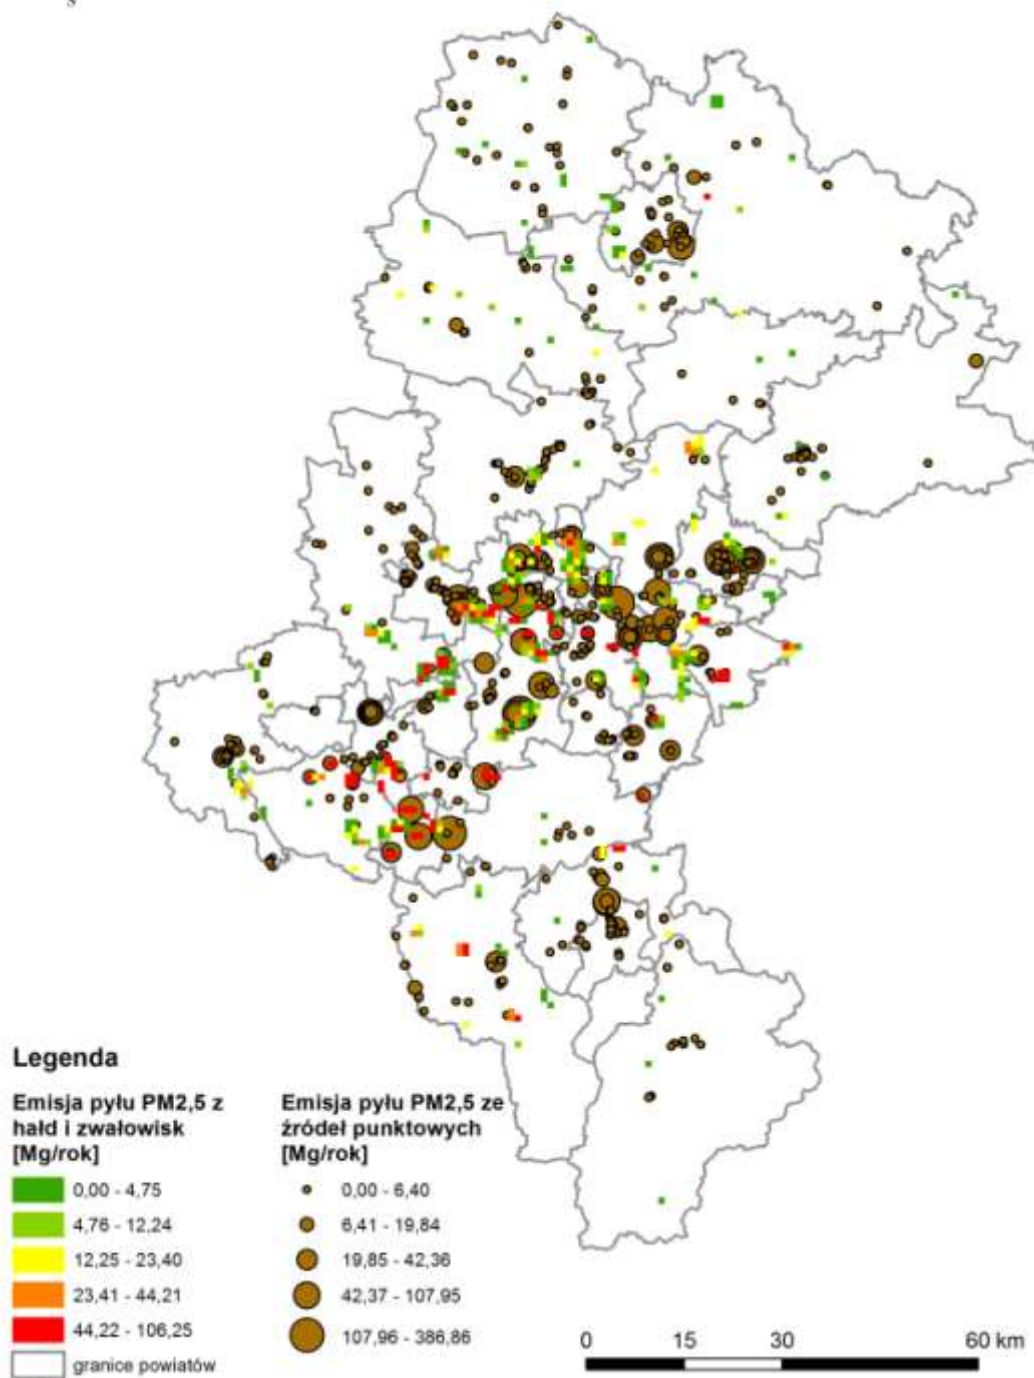 s
Legenda
Emisja pyłu PM2,5 z
hałd i zwałowisk
[Mg/rok]
0,00 - 4,75
4,76 - 12,24
12,25 - 23,40
23,41 - 44,21
44,22 - 106,25
granice powiatów
Emisja pyłu PM2,5 ze
źródeł punktowych
[Mg/rok]
0,00 - 6,40
6,41 - 19,84
19,85 - 42,36
42,37 - 107,95
107,96 - 386,86
0 15 30 60 km